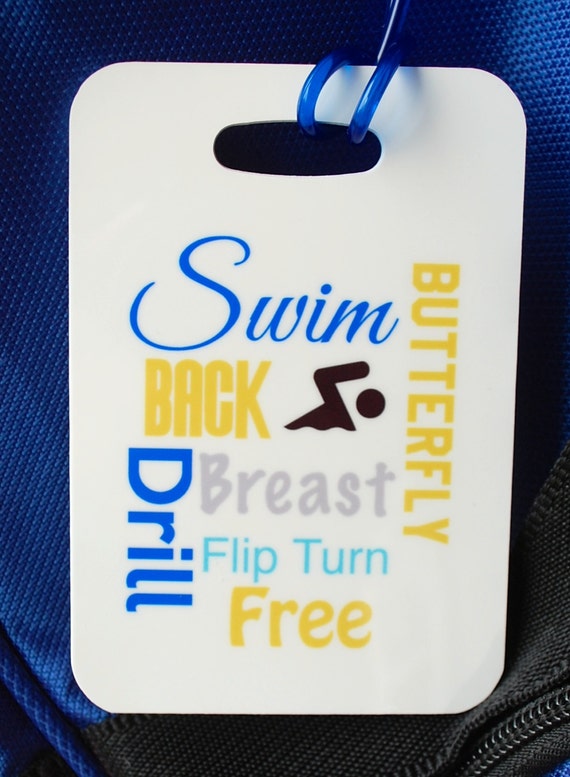 Swim
BACK
BUTTERFLY
Drill
Breast
Flip Turn
Free